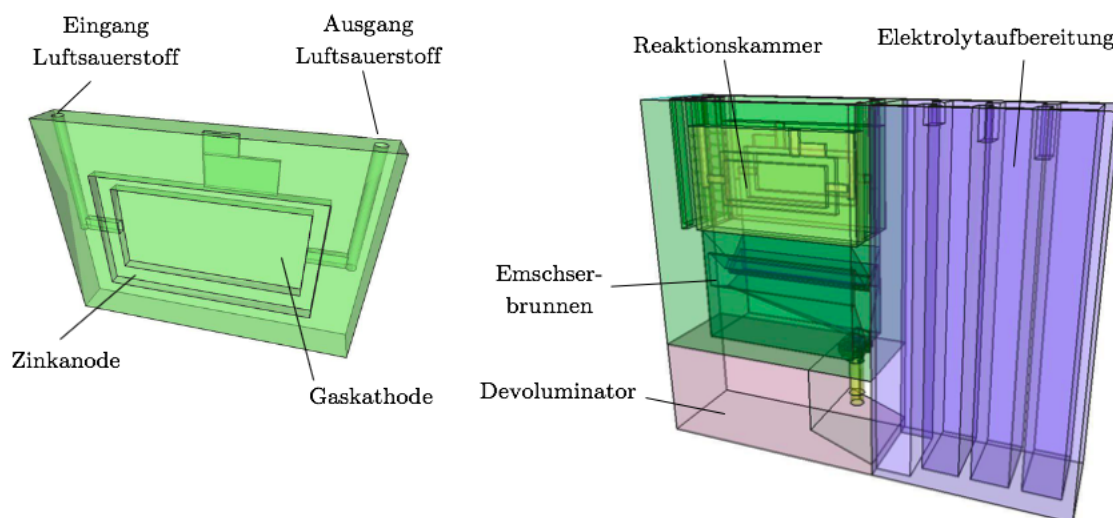 Eingang
Luftsauerstoff
Ausgang
Luftsauerstoff
Zinkanode
Gaskathode
Reaktionskammer
Elektrolytaufbereitung
Emschser-
brunnen
Devoluminator